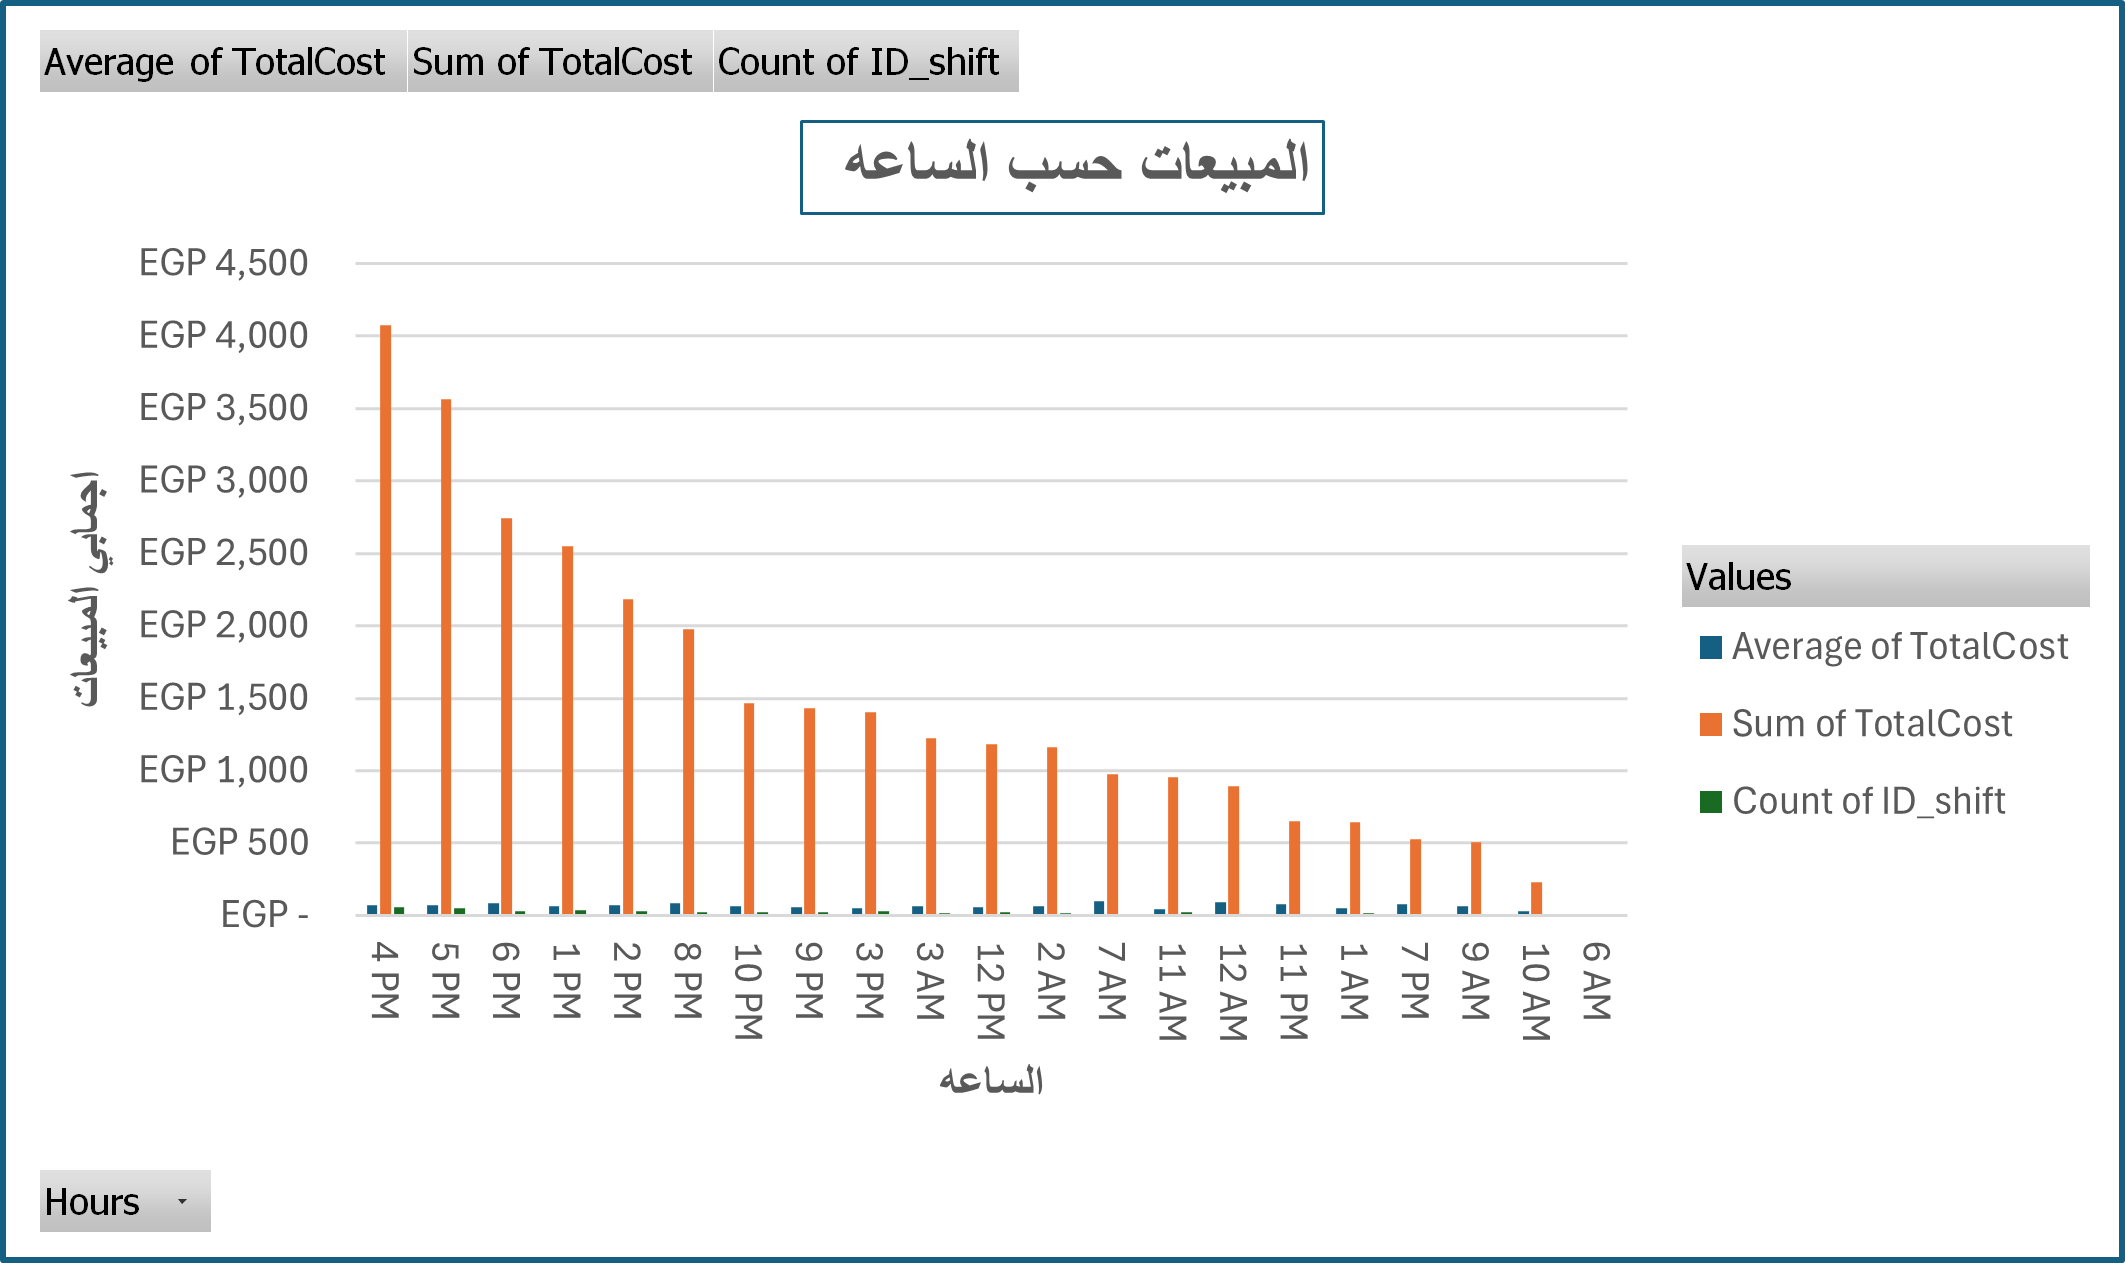 Average of TotalCost Sum of TotalCost Count of ID_shift
المبيعات حسب الساعه
EGP 4,500
EGP 4,000
EGP 3,500
EGP 3,000
EGP 2,500
EGP 2,000
EGP 1,500
EGP 1,000
EGP 500
EGP -
اجمابي المبيعات
4 PM
5 PM
6 PM
1 PM
2 PM
8 PM
10 PM
9 PM
3 PM
3 AM
12 PM
2 AM
7 AM
11 AM
12 AM
11 PM
1 AM
7 PM
9 AM
10 AM
6 AM
الساعه
Values
Average of TotalCost
Sum of TotalCost
Count of ID_shift
Hours